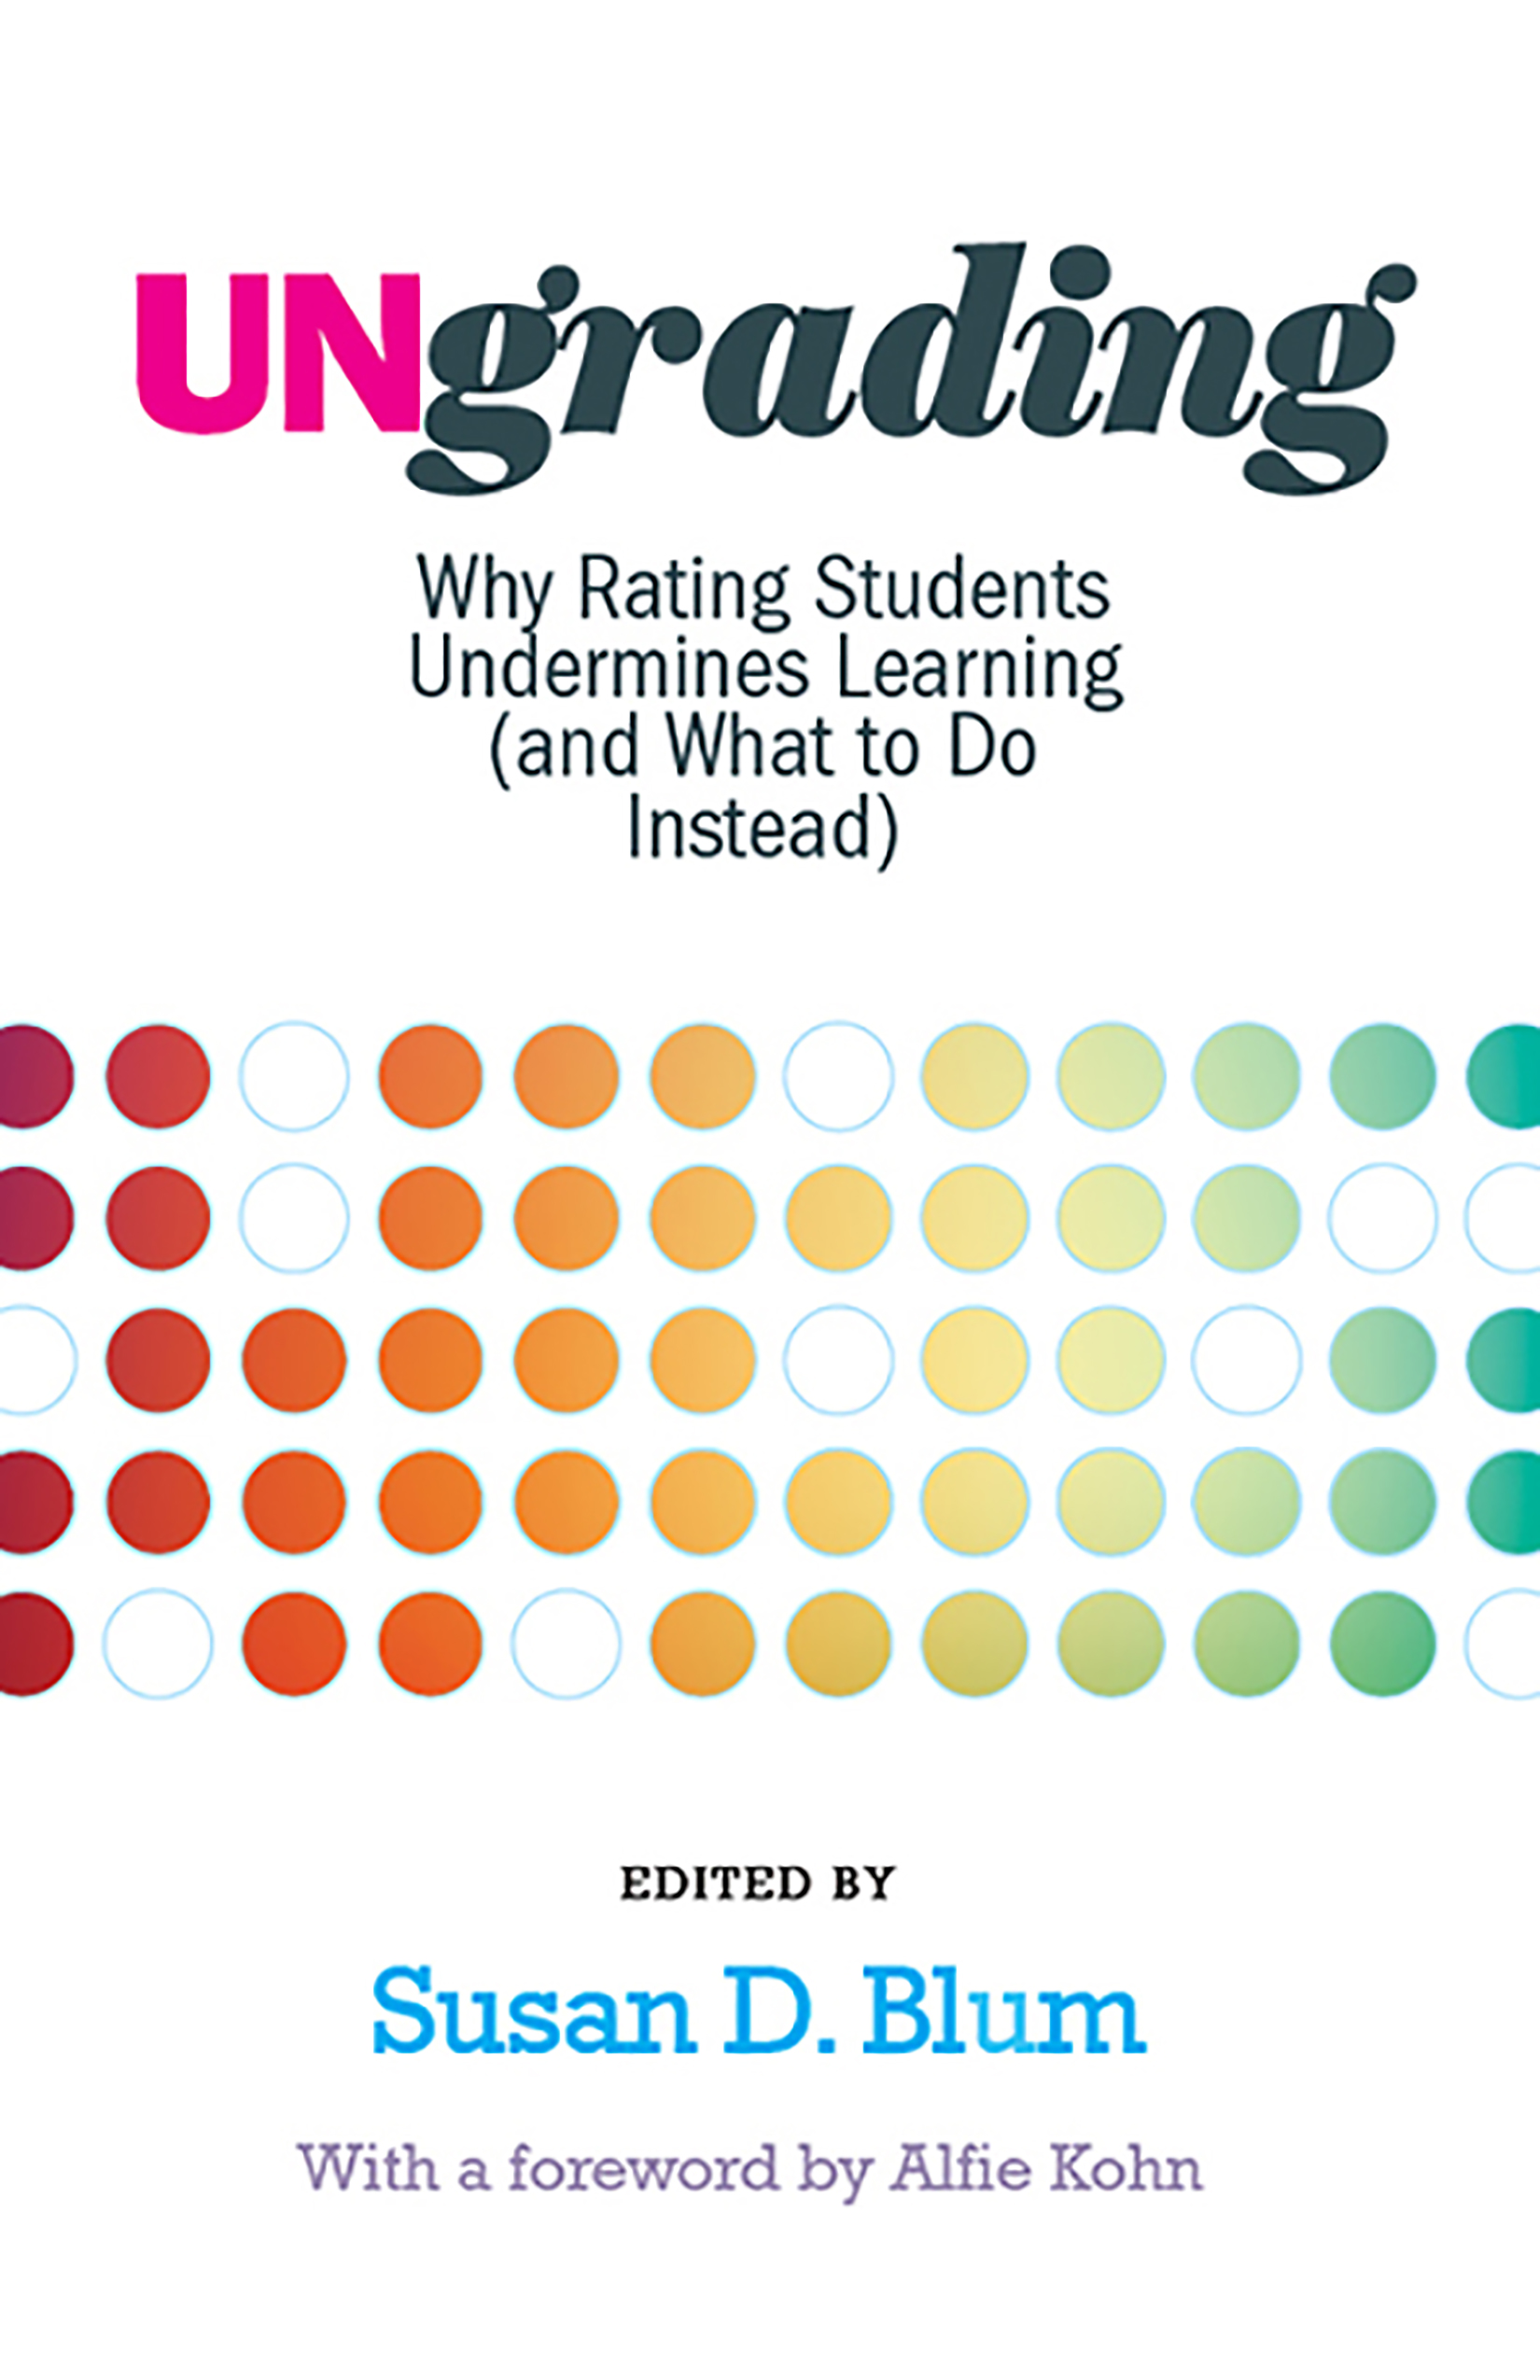 UNgrading
Why Rating Students
Undermines Learning
(and What to Do
Instead)
EDITED BY
Susan D. Blum
With a foreword by Alfie Kohn